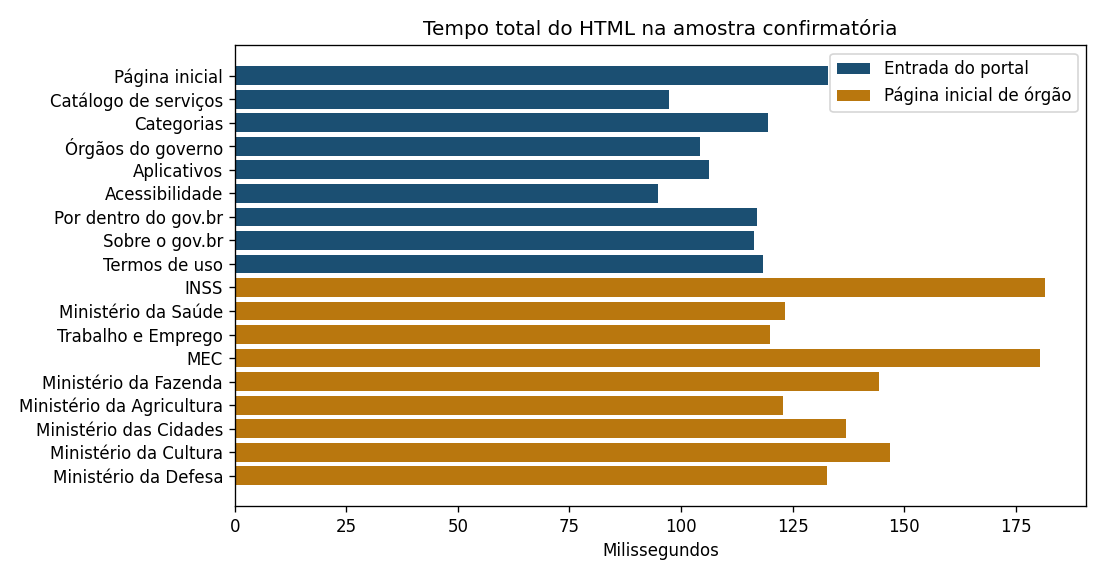 Tempo total do HTML na amostra confirmatória
Entrada do portal
Página inicial de órgão
Página inicial
Catálogo de serviços
Categorias
Órgãos do governo
Aplicativos
Acessibilidade
Por dentro do gov.br
Sobre o gov.br
Termos de uso
INSS
Ministério da Saúde
Trabalho e Emprego
MEC
Ministério da Fazenda
Ministério da Agricultura
Ministério das Cidades
Ministério da Cultura
Ministério da Defesa
0 25 50 75 100 125 150 175
Milissegundos